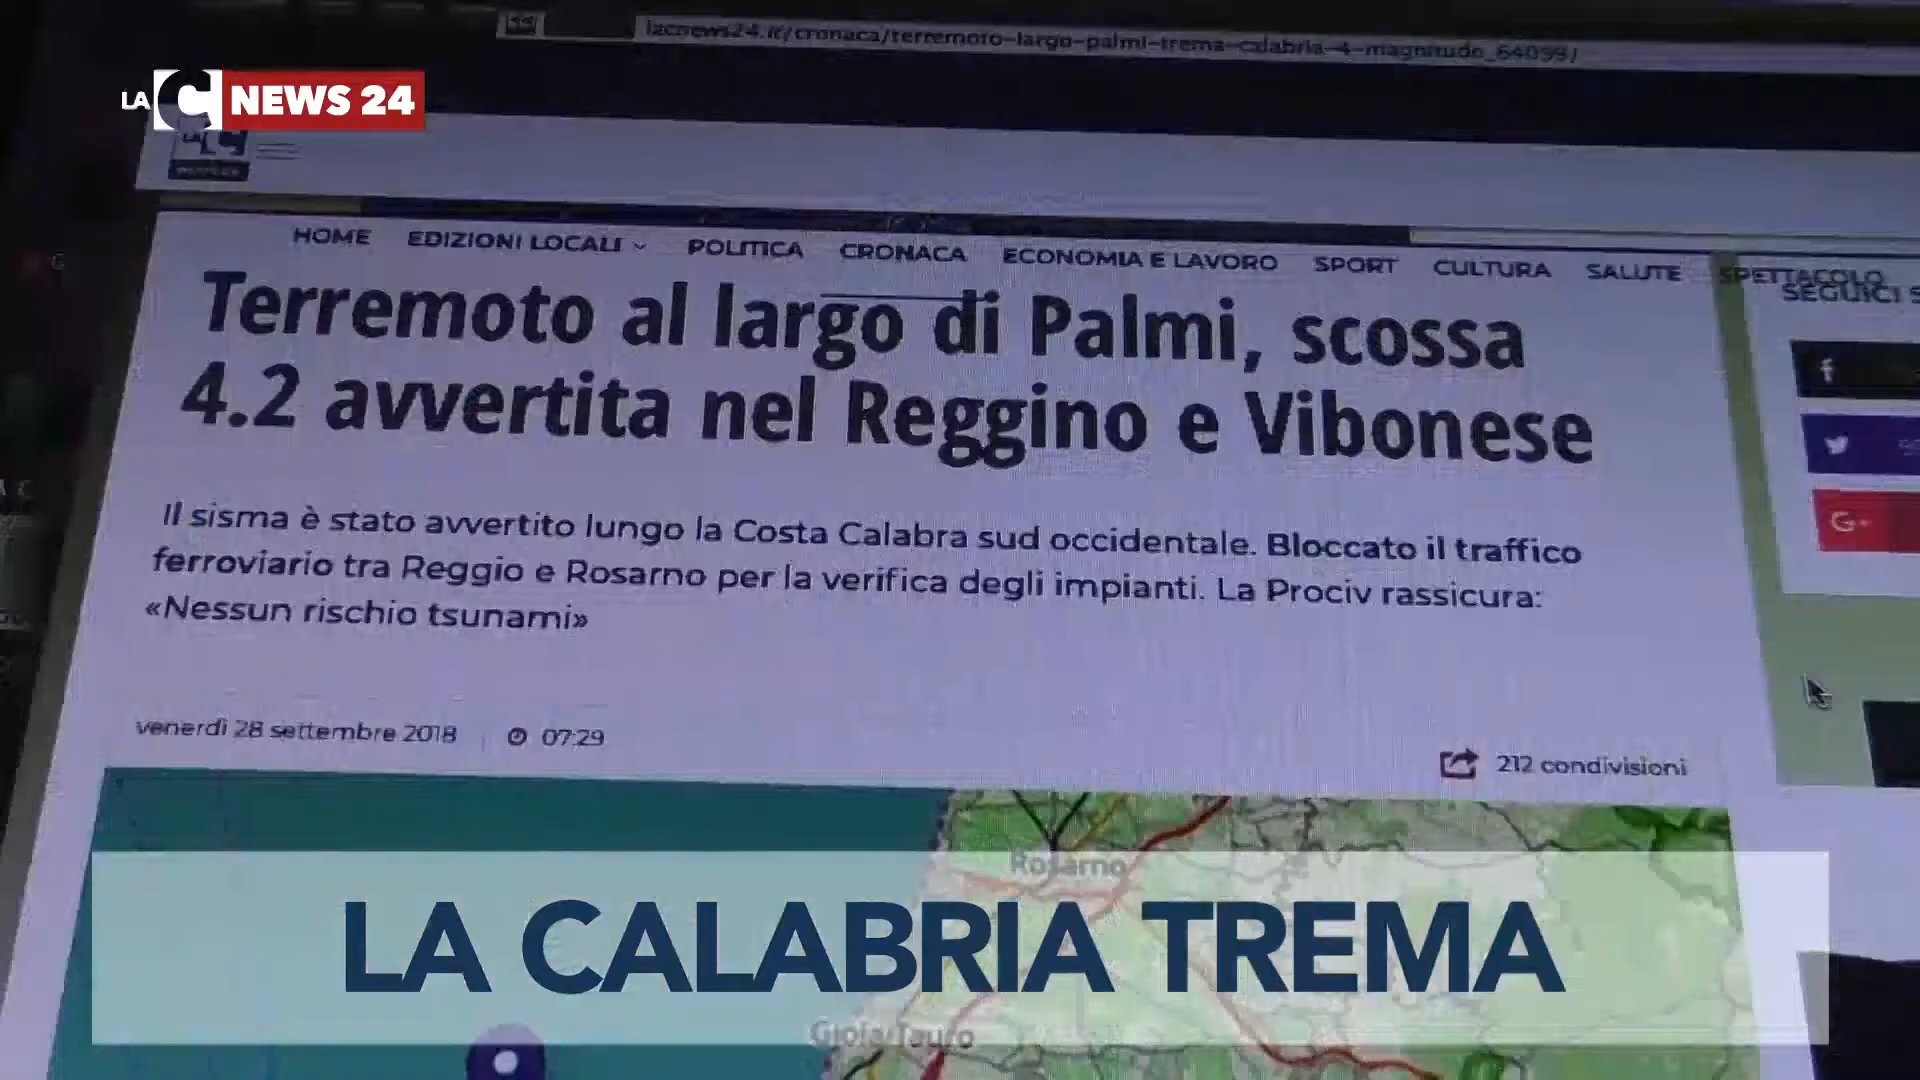 lacnews24.it/cronaca/terremoto-largo-palmi-trema-calabria-4-magnitudo_64099/
LA C NEWS 24
HOME EDIZIONI LOCALI POLITICA CRONACA ECONOMIA E LAVORO SPORT CULTURA SALUTE SPETTACOLO
SEGUICI S
Terremoto al largo di Palmi, scossa
4.2 avvertita nel Reggino e Vibonese
Il sisma è stato avvertito lungo la Costa Calabra sud occidentale. Bloccato il traffico
ferroviario tra Reggio e Rosarno per la verifica degli impianti. La Prociv rassicura:
«Nessun rischio tsunami»
venerdì 28 settembre 2018 07:29
212 condivisioni
Rosarno
LA CALABRIA TREMA
Gioia Tauro